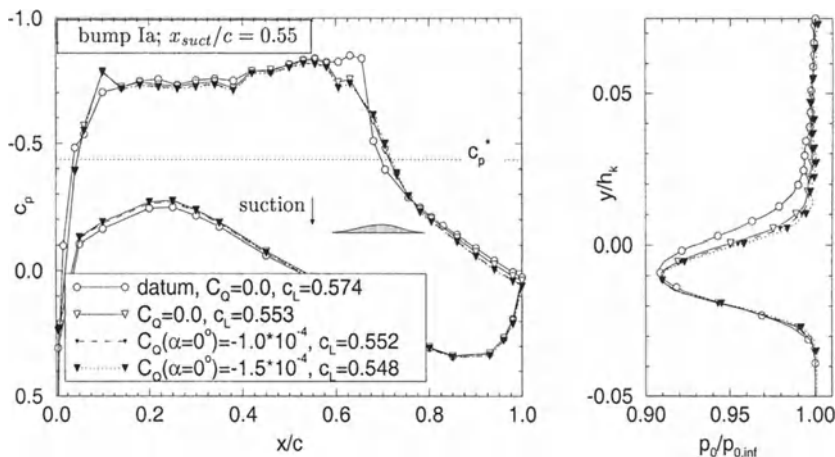 bump Ia; x_suct/c = 0.55
-1.0
-0.5
0.0
0.5
c_p
c_p*
suction
datum, C_Q=0.0, c_L=0.574
C_Q=0.0, c_L=0.553
C_Q(α=0°)=-1.0*10^-4, c_L=0.552
C_Q(α=0°)=-1.5*10^-4, c_L=0.548
0.0 0.2 0.4 0.6 0.8 1.0
x/c
0.05
0.00
-0.05
y/h_k
0.90 0.95 1.00
p_0/p_0,inf